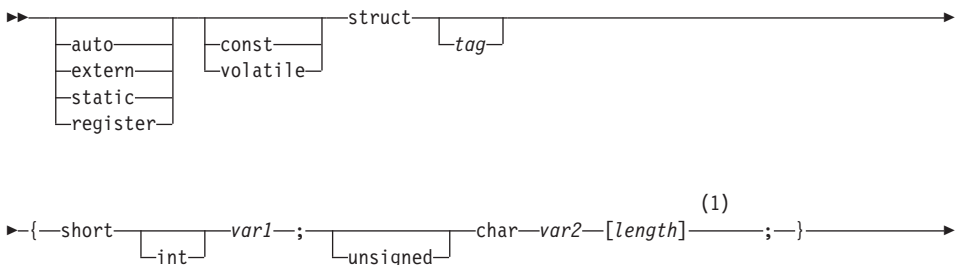 struct
auto const tag
extern volatile
static
register
(1)
{ short var1 ; char var2 [length] ; }
int unsigned